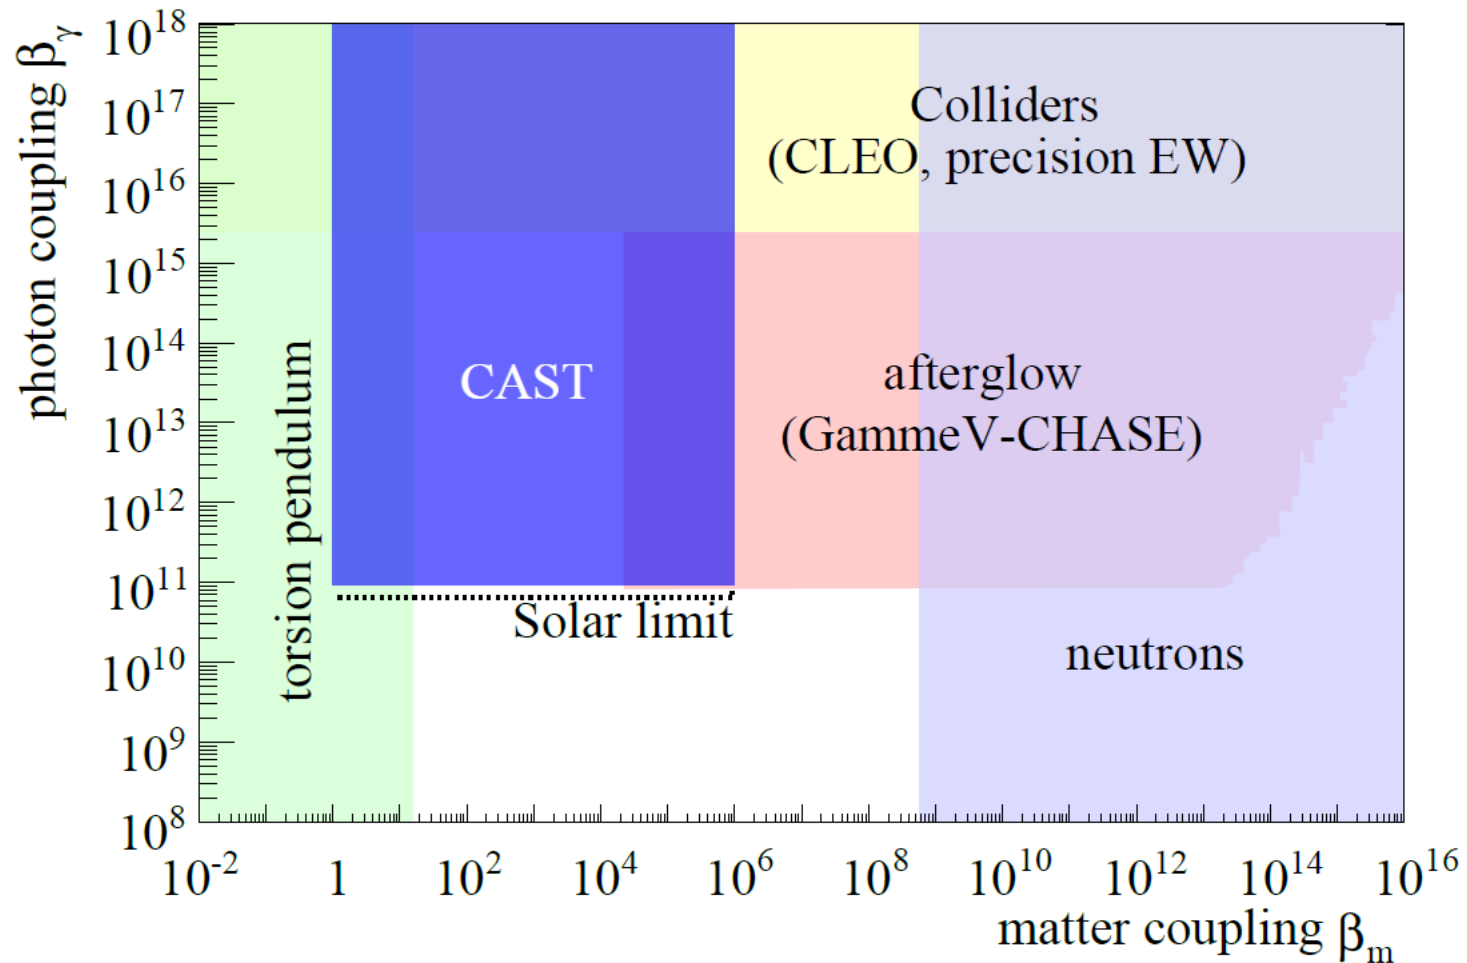 photon coupling βγ
10^18
10^17
10^16
10^15
10^14
10^13
10^12
10^11
10^10
10^9
10^8
Colliders
(CLEO, precision EW)
CAST
afterglow
(GammeV-CHASE)
torsion pendulum
Solar limit
neutrons
10^-2 1 10^2 10^4 10^6 10^8 10^10 10^12 10^14 10^16
matter coupling βm